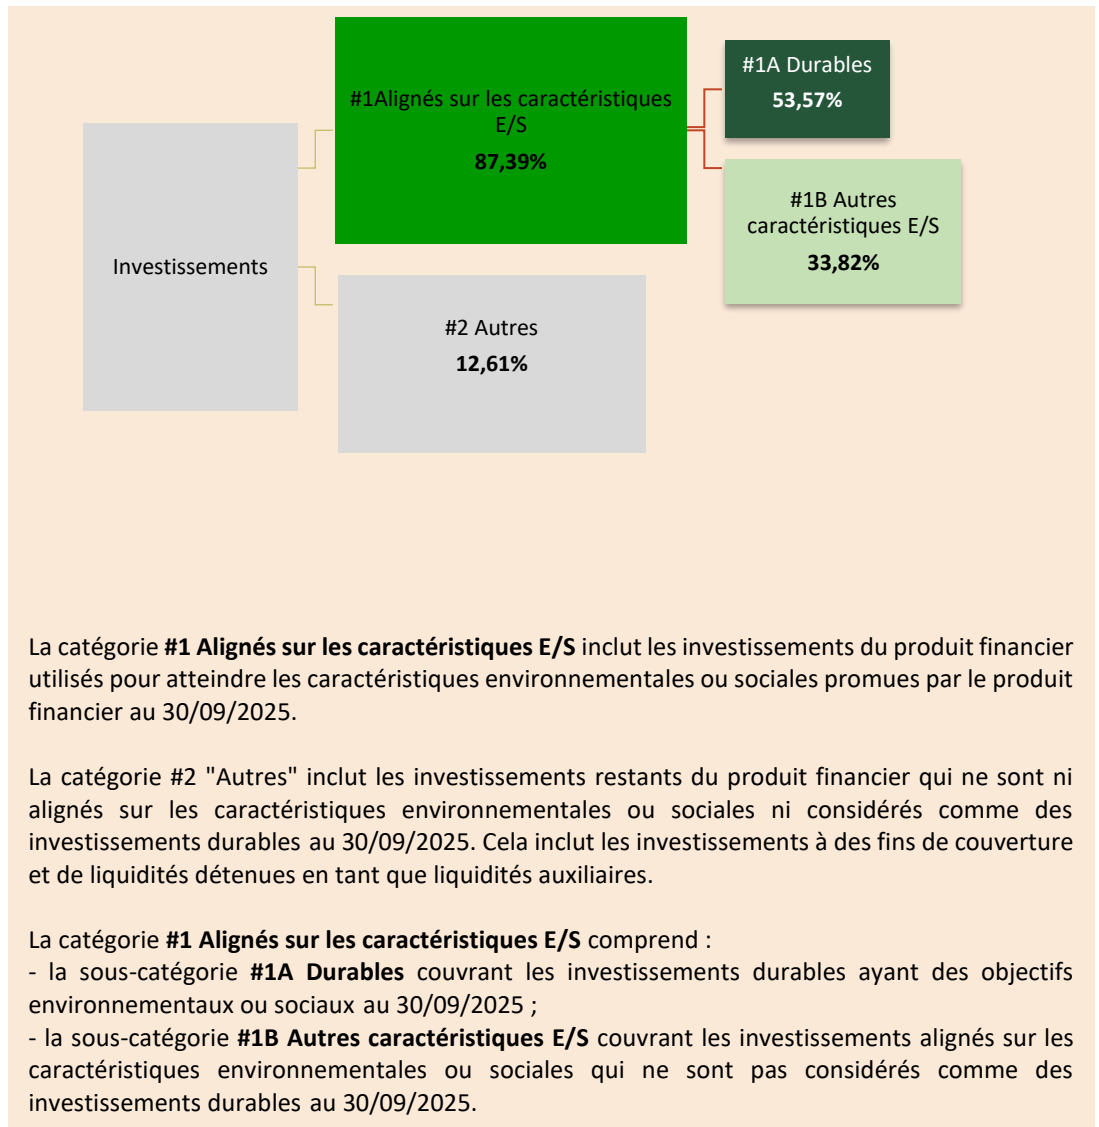 #1Alignés sur les caractéristiques
E/S
87,39%
#1A Durables
53,57%
#1B Autres
caractéristiques E/S
33,82%
Investissements
#2 Autres
12,61%
La catégorie #1 Alignés sur les caractéristiques E/S inclut les investissements du produit financier
utilisés pour atteindre les caractéristiques environnementales ou sociales promues par le produit
financier au 30/09/2025.
La catégorie #2 "Autres" inclut les investissements restants du produit financier qui ne sont ni
alignés sur les caractéristiques environnementales ou sociales ni considérés comme des
investissements durables au 30/09/2025. Cela inclut les investissements à des fins de couverture
et de liquidités détenues en tant que liquidités auxiliaires.
La catégorie #1 Alignés sur les caractéristiques E/S comprend :
- la sous-catégorie #1A Durables couvrant les investissements durables ayant des objectifs
environnementaux ou sociaux au 30/09/2025 ;
- la sous-catégorie #1B Autres caractéristiques E/S couvrant les investissements alignés sur les
caractéristiques environnementales ou sociales qui ne sont pas considérés comme des
investissements durables au 30/09/2025.